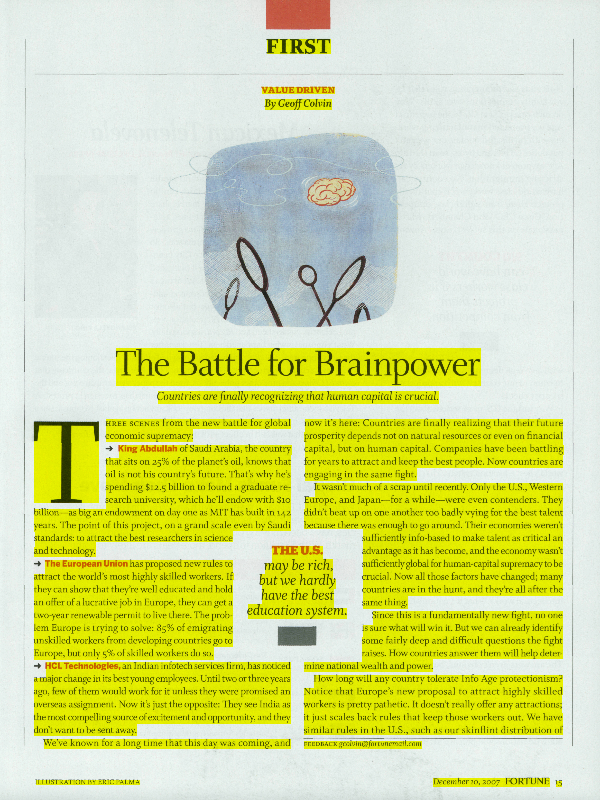 FIRST
VALUE DRIVEN
By Geoff Colvin
The Battle for Brainpower
Countries are finally recognizing that human capital is crucial.
THREE SCENES from the new battle for global
economic supremacy:
→ King Abdullah of Saudi Arabia, the country
that sits on 25% of the planet's oil, knows that
oil is not his country's future. That's why he's
spending $12.5 billion to found a graduate re-
search university, which he'll endow with $10
billion—as big an endowment on day one as MIT has built in 142
years. The point of this project, on a grand scale even by Saudi
standards: to attract the best researchers in science
and technology.
→ The European Union has proposed new rules to
attract the world's most highly skilled workers. If
they can show that they're well educated and hold
an offer of a lucrative job in Europe, they can get a
two-year renewable permit to live there. The prob-
lem Europe is trying to solve: 85% of emigrating
unskilled workers from developing countries go to
Europe, but only 5% of skilled workers do so.
→ HCL Technologies, an Indian infotech services firm, has noticed
a major change in its best young employees. Until two or three years
ago, few of them would work for it unless they were promised an
overseas assignment. Now it's just the opposite: They see India as
the most compelling source of excitement and opportunity, and they
don't want to be sent away.
We've known for a long time that this day was coming, and
THE U.S.
may be rich,
but we hardly
have the best
education system.
now it's here: Countries are finally realizing that their future
prosperity depends not on natural resources or even on financial
capital, but on human capital. Companies have been battling
for years to attract and keep the best people. Now countries are
engaging in the same fight.
It wasn't much of a scrap until recently. Only the U.S., Western
Europe, and Japan—for a while—were even contenders. They
didn't beat up on one another too badly vying for the best talent
because there was enough to go around. Their economies weren't
sufficiently info-based to make talent as critical an
advantage as it has become, and the economy wasn't
sufficiently global for human-capital supremacy to be
crucial. Now all those factors have changed; many
countries are in the hunt, and they're all after the
same thing.
Since this is a fundamentally new fight, no one
is sure what will win it. But we can already identify
some fairly deep and difficult questions the fight
raises. How countries answer them will help deter-
mine national wealth and power.
How long will any country tolerate Info Age protectionism?
Notice that Europe's new proposal to attract highly skilled
workers is pretty pathetic. It doesn't really offer any attractions;
it just scales back rules that keep those workers out. We have
similar rules in the U.S., such as our skinflint distribution of
FEEDBACK gcolvin@fortunemail.com
ILLUSTRATION BY ERIC PALMA
December 10, 2007 FORTUNE 15